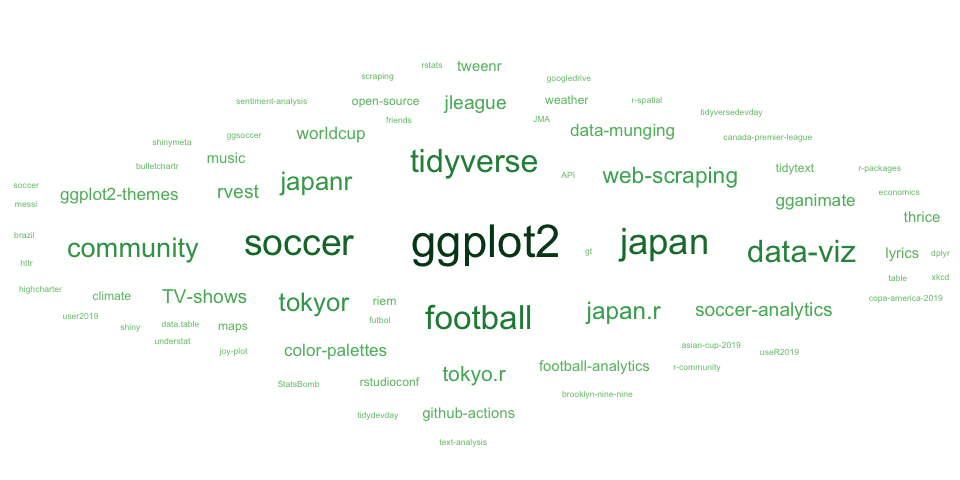 rstats
tweenr
scraping
googledrive
sentiment-analysis
open-source
jleague
weather
r-spatial
tidyversedevday
friends
JMA
shinymeta
ggsoccer
worldcup
data-munging
canada-premier-league
bulletchartr
music
tidyverse
API
web-scraping
tidytext
r-packages
soccer
messi
ggplot2-themes
rvest
japanr
gganimate
economics
thrice
brazil
httr
community
soccer
ggplot2
gt
japan
data-viz
lyrics
dplyr
highcharter
climate
TV-shows
tokyor
riem
table
xkcd
copa-america-2019
user2019
shiny
data.table
maps
futbol
football
japan.r
soccer-analytics
understat
joy-plot
color-palettes
asian-cup-2019
useR2019
StatsBomb
rstudioconf
tokyo.r
football-analytics
r-community
brooklyn-nine-nine
tidydevday
github-actions
text-analysis